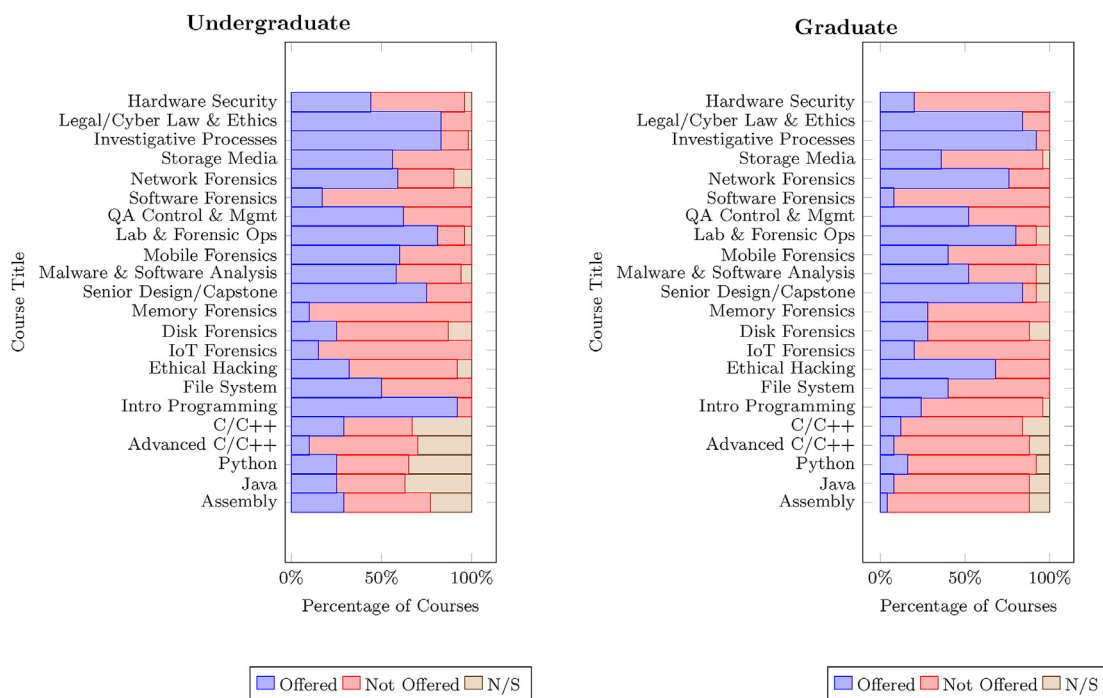 Undergraduate
Course Title
Hardware Security
Legal/Cyber Law & Ethics
Investigative Processes
Storage Media
Network Forensics
Software Forensics
QA Control & Mgmt
Lab & Forensic Ops
Mobile Forensics
Malware & Software Analysis
Senior Design/Capstone
Memory Forensics
Disk Forensics
IoT Forensics
Ethical Hacking
File System
Intro Programming
C/C++
Advanced C/C++
Python
Java
Assembly
0% 50% 100%
Percentage of Courses
Offered Not Offered N/S
Graduate
Course Title
Hardware Security
Legal/Cyber Law & Ethics
Investigative Processes
Storage Media
Network Forensics
Software Forensics
QA Control & Mgmt
Lab & Forensic Ops
Mobile Forensics
Malware & Software Analysis
Senior Design/Capstone
Memory Forensics
Disk Forensics
IoT Forensics
Ethical Hacking
File System
Intro Programming
C/C++
Advanced C/C++
Python
Java
Assembly
0% 50% 100%
Percentage of Courses
Offered Not Offered N/S